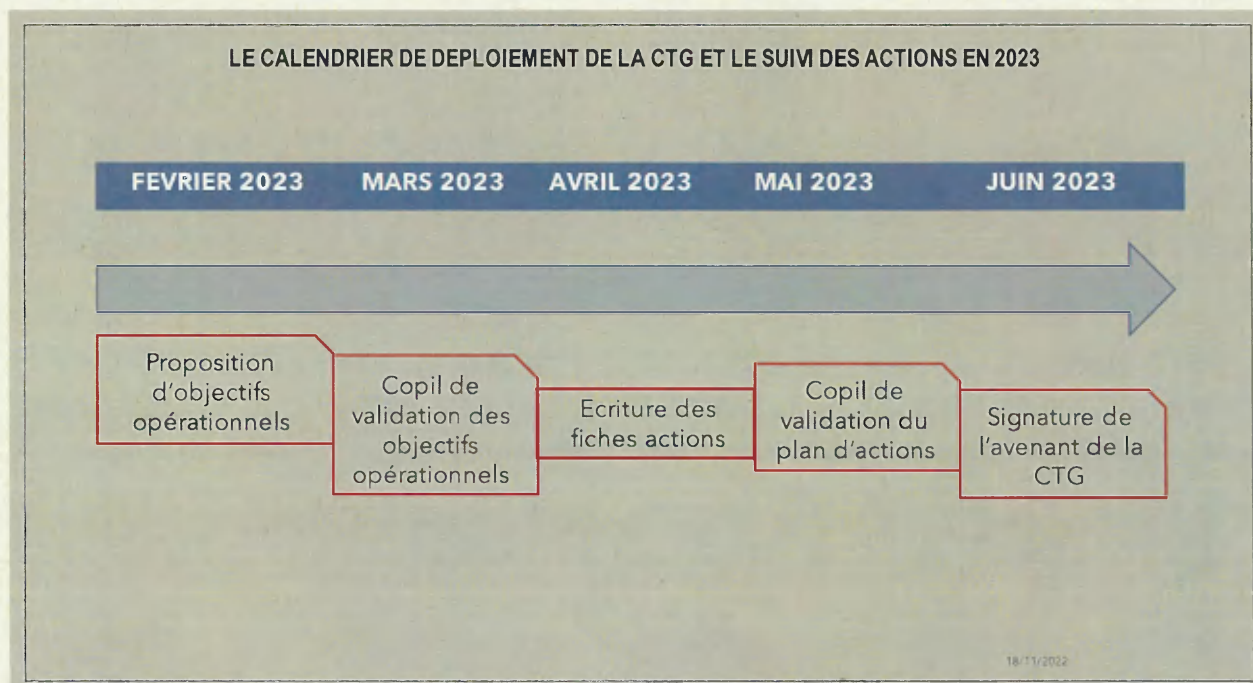 LE CALENDRIER DE DEPLOIEMENT DE LA CTG ET LE SUIVI DES ACTIONS EN 2023
FEVRIER 2023 MARS 2023 AVRIL 2023 MAI 2023 JUIN 2023
Proposition
d'objectifs
opérationnels
Copil de
validation des
objectifs
opérationnels
Ecriture des
fiches actions
Copil de
validation du
plan d'actions
Signature de
l'avenant de la
CTG
18/11/2022